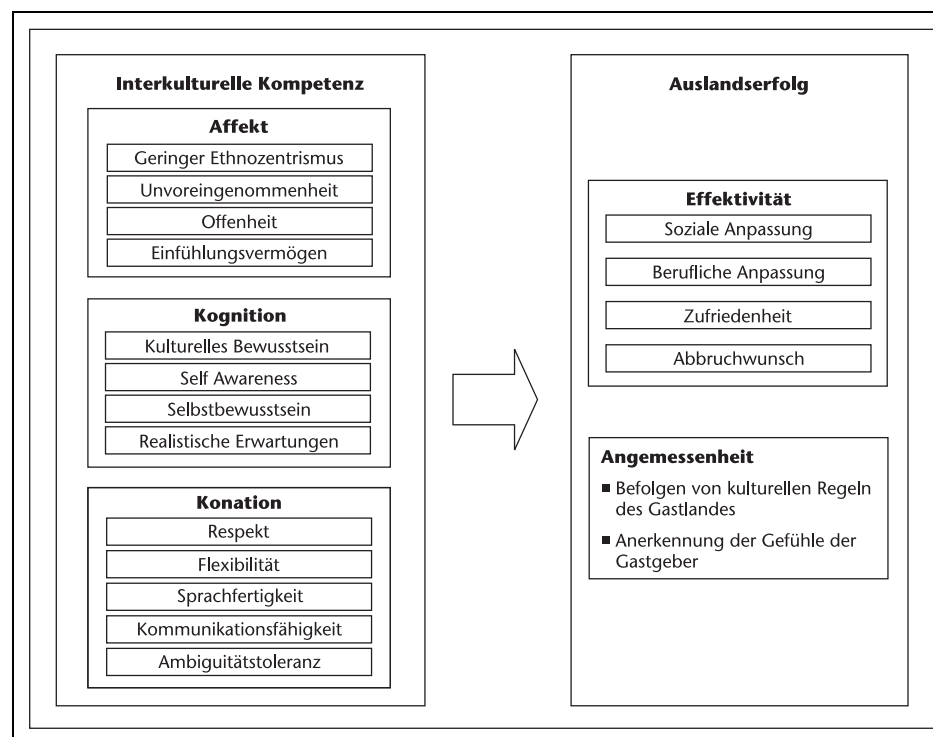 Interkulturelle Kompetenz
Affekt
Geringer Ethnozentrismus
Unvoreingenommenheit
Offenheit
Einfühlungsvermögen
Kognition
Kulturelles Bewusstsein
Self Awareness
Selbstbewusstsein
Realistische Erwartungen
Konation
Respekt
Flexibilität
Sprachfertigkeit
Kommunikationsfähigkeit
Ambiguitätstoleranz
Auslandserfolg
Effektivität
Soziale Anpassung
Berufliche Anpassung
Zufriedenheit
Abbruchwunsch
Angemessenheit
▪ Befolgen von kulturellen Regeln
des Gastlandes
▪ Anerkennung der Gefühle der
Gastgeber